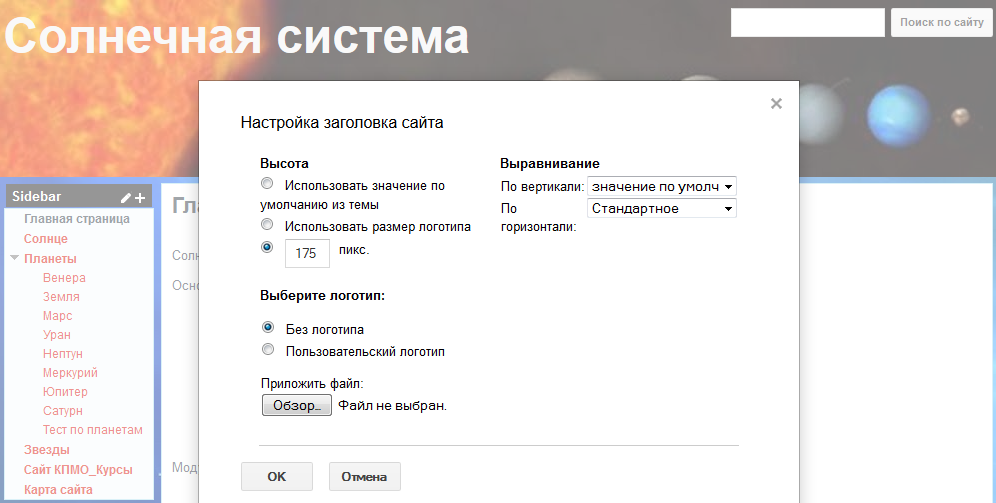 Солнечная система
Поиск по сайту
Sidebar
Главная страница
Солнце
Планеты
Венера
Земля
Марс
Уран
Нептун
Меркурий
Юпитер
Сатурн
Тест по планетам
Звезды
Сайт КПМО_Курсы
Карта сайта
Гла
Солн
Осно
Моду
Настройка заголовка сайта
Высота
Использовать значение по
умолчанию из темы
Использовать размер логотипа
175 пикс.
Выравнивание
По вертикали: значение по умолч
По Стандартное
горизонтали:
Выберите логотип:
Без логотипа
Пользовательский логотип
Приложить файл:
Обзор… Файл не выбран.
OK Отмена